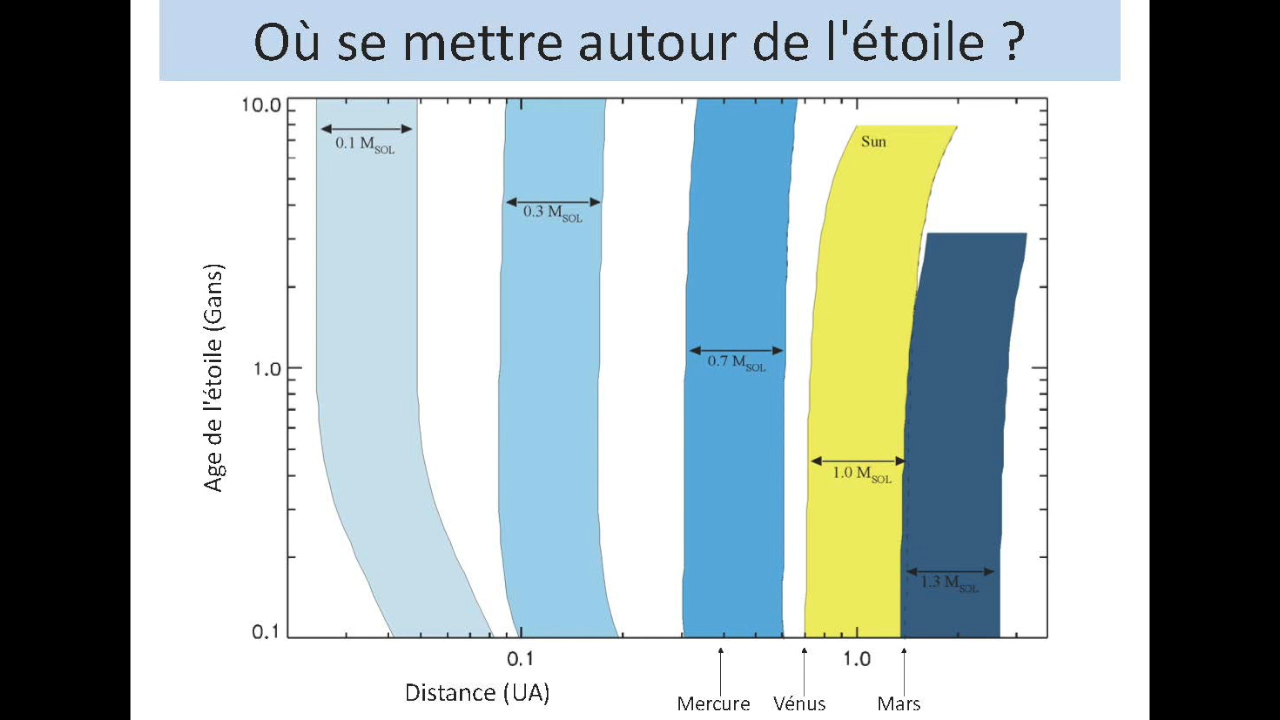 Où se mettre autour de l'étoile ?
10.0
0.1 M_SOL
Sun
0.3 M_SOL
Age de l'étoile (Gans)
1.0
0.7 M_SOL
1.0 M_SOL
1.3 M_SOL
0.1
0.1
1.0
Distance (UA)
Mercure
Vénus
Mars